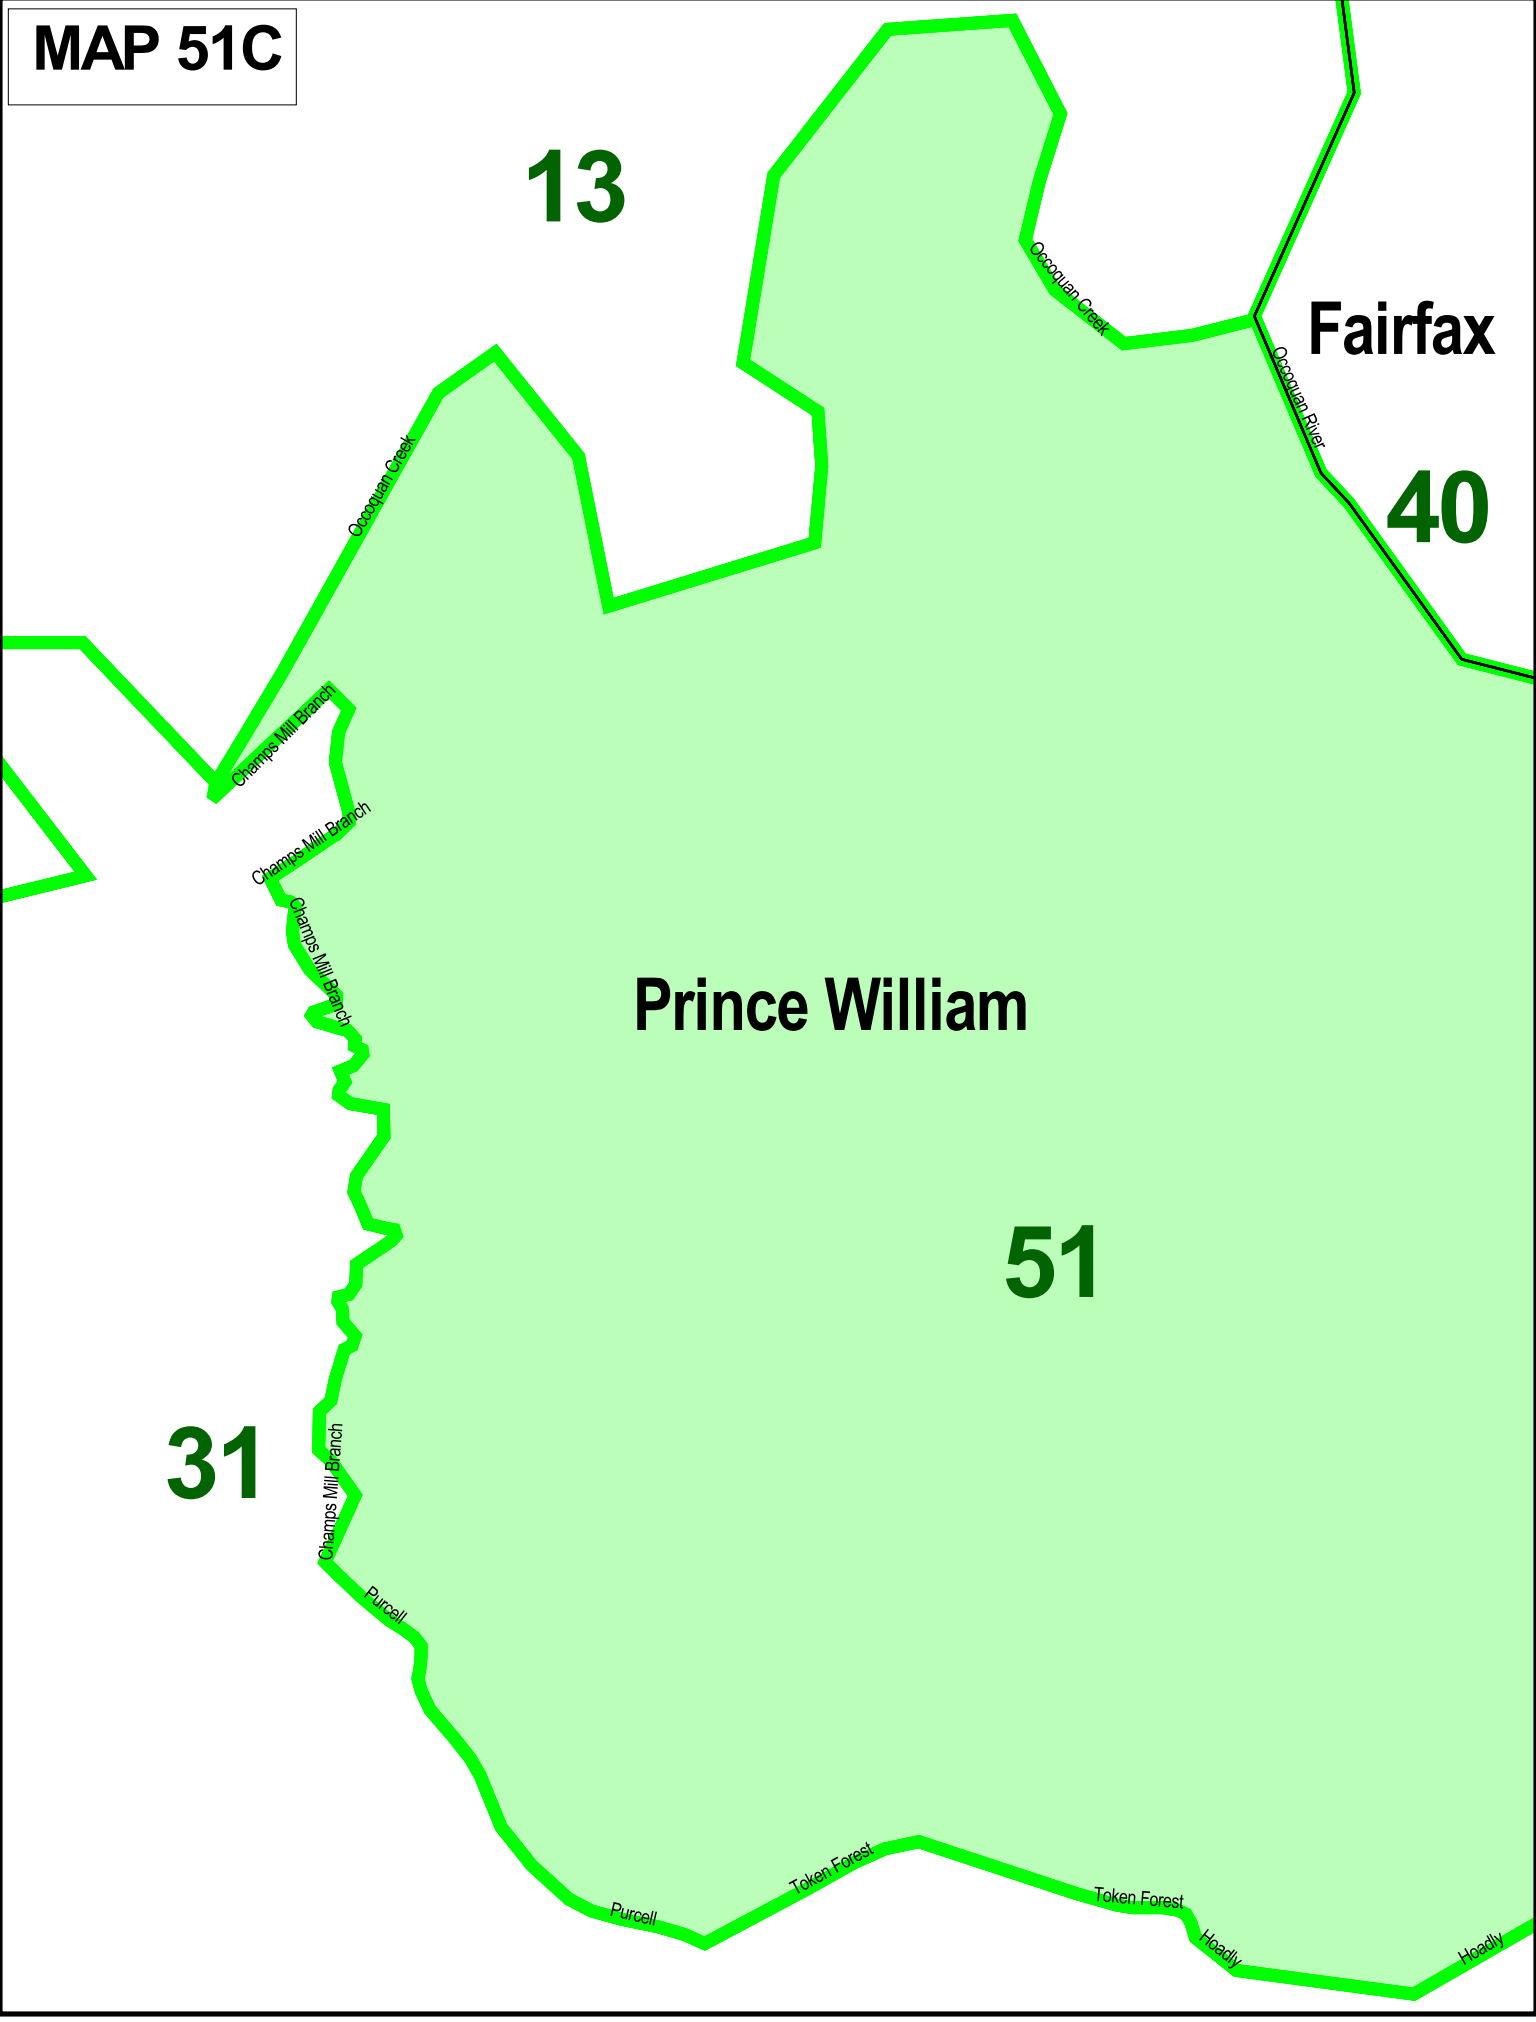 MAP 51C
13
Occoquan Creek
Fairfax
Occoquan River
Occoquan Creek
40
Champs Mill Branch
Champs Mill Branch
Champs Mill Branch
Prince William
51
31
Champs Mill Branch
Purcell
Token Forest
Token Forest
Purcell
Hoadly
Hoadly